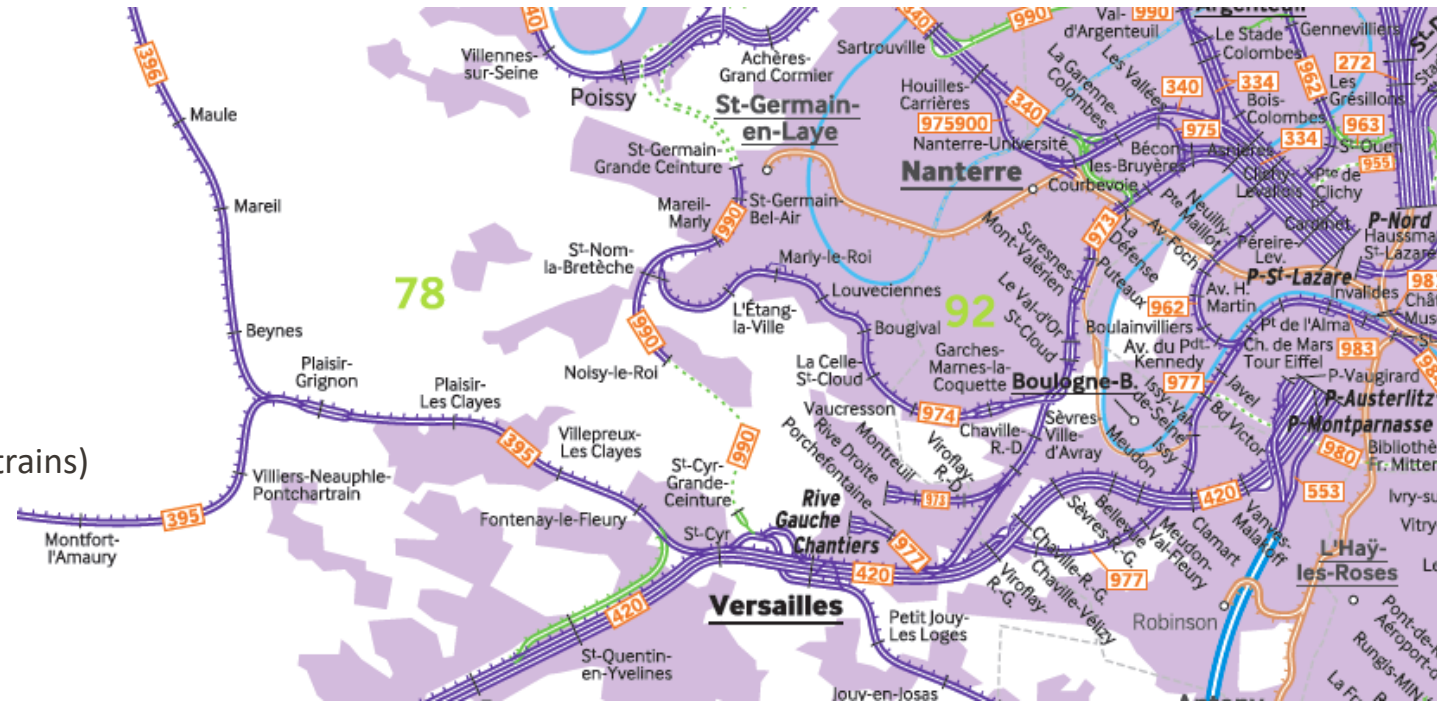 396
Maule
Mareil
Beynes
Plaisir-
Grignon
Plaisir-
Les Clayes
395
Villepreux-
Les Clayes
Villiers-Neauphle-
Pontchartrain
trains)
395
Montfort-
l'Amaury
Fontenay-le-Fleury
78
340
Villennes-
sur-Seine
Poissy
Achères-
Grand Cormier
St-Germain-
en-Laye
St-Germain-
Grande Ceinture
Mareil-
Marly
990
St-Germain-
Bel-Air
St-Nom-
la-Bretèche
990
Noisy-le-Roi
990
St-Cyr-
Grande-
Ceinture
St-Cyr
420
St-Quentin-
en-Yvelines
Marly-le-Roi
L'Étang-
la-Ville
Louveciennes
Bougival
La Celle-
St-Cloud
Vaucresson
974
Garches-
Marnes-la-
Coquette
92
Rive Droite
Montreuil
Porchefontaine
Viroflay-
R.-D.
Chaville-
R.-D.
973
Rive
Gauche
Chantiers
977
420
Versailles
Petit Jouy-
Les Loges
Jouy-en-Josas
Viroflay-
R.-G.
Chaville R.-G.
Chaville-Vélizy
Sèvres R.-G.
Bellevue
Meudon-
Val-Fleury
Meudon
Clamart
977
420
Vanves-
Malakoff
553
Robinson
L'Haÿ-
les-Roses
Sartrouville
340
990
Val-
d'Argenteuil
990
Argenteuil
Gennevilliers
Le Stade
Colombes
272
Les
Grésillons
962
334
340
Bois-
Colombes
334
963
St-Ouen
955
Houilles-
Carrières
340
975900
La Garenne-
Colombes
Les Vallées
Nanterre-Université
Nanterre
Bécon-
les-Bruyères
975
Asnières
Clichy-
Levallois
Pte de
Clichy
Courbevoie
973
La
Défense
Puteaux
Suresnes-
Mont-Valérien
Le Val-d'Or
St-Cloud
Neuilly-
Pte Maillot
Av. Foch
Péreire-
Lev.
P-Nord
P-St-Lazare
962
Av. H.
Martin
Boulainvilliers
Av. du Pdt.
Kennedy
Invalides
Pt de l'Alma
Ch. de Mars
Tour Eiffel
983
977
Javel
Bd Victor
Issy-Val-
de-Seine
Issy
Boulogne-B.
Sèvres-
Ville-
d'Avray
P-Vaugirard
P-Austerlitz
P-Montparnasse
980